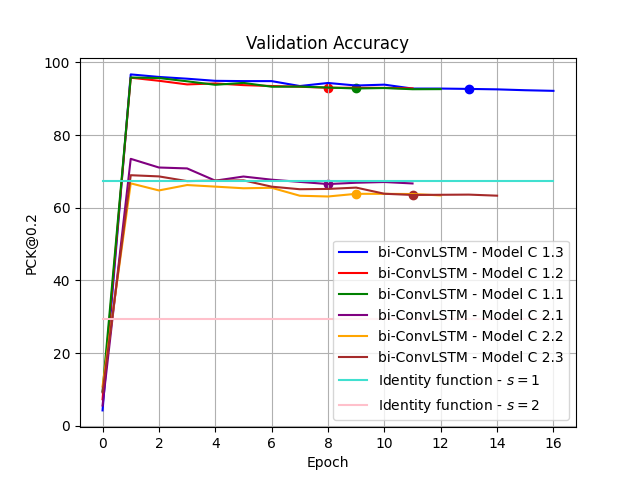 Validation Accuracy
PCK@0.2
100
80
60
40
20
0
bi-ConvLSTM - Model C 1.3
bi-ConvLSTM - Model C 1.2
bi-ConvLSTM - Model C 1.1
bi-ConvLSTM - Model C 2.1
bi-ConvLSTM - Model C 2.2
bi-ConvLSTM - Model C 2.3
Identity function - s = 1
Identity function - s = 2
0 2 4 6 8 10 12 14 16
Epoch